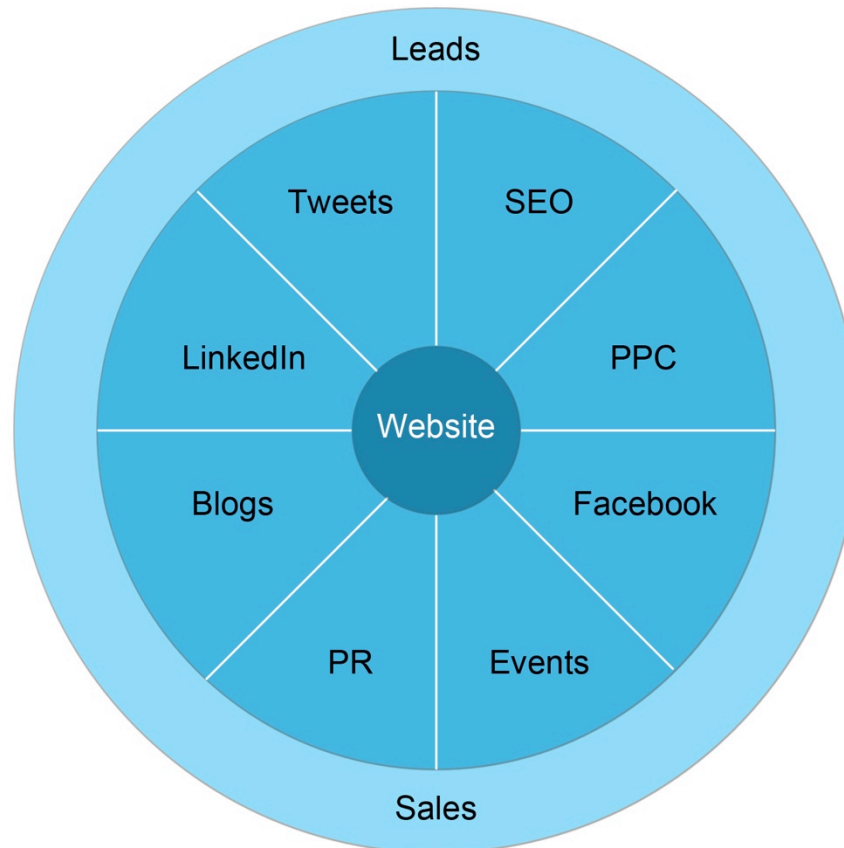 Leads
Tweets
SEO
LinkedIn
PPC
Website
Blogs
Facebook
PR
Events
Sales